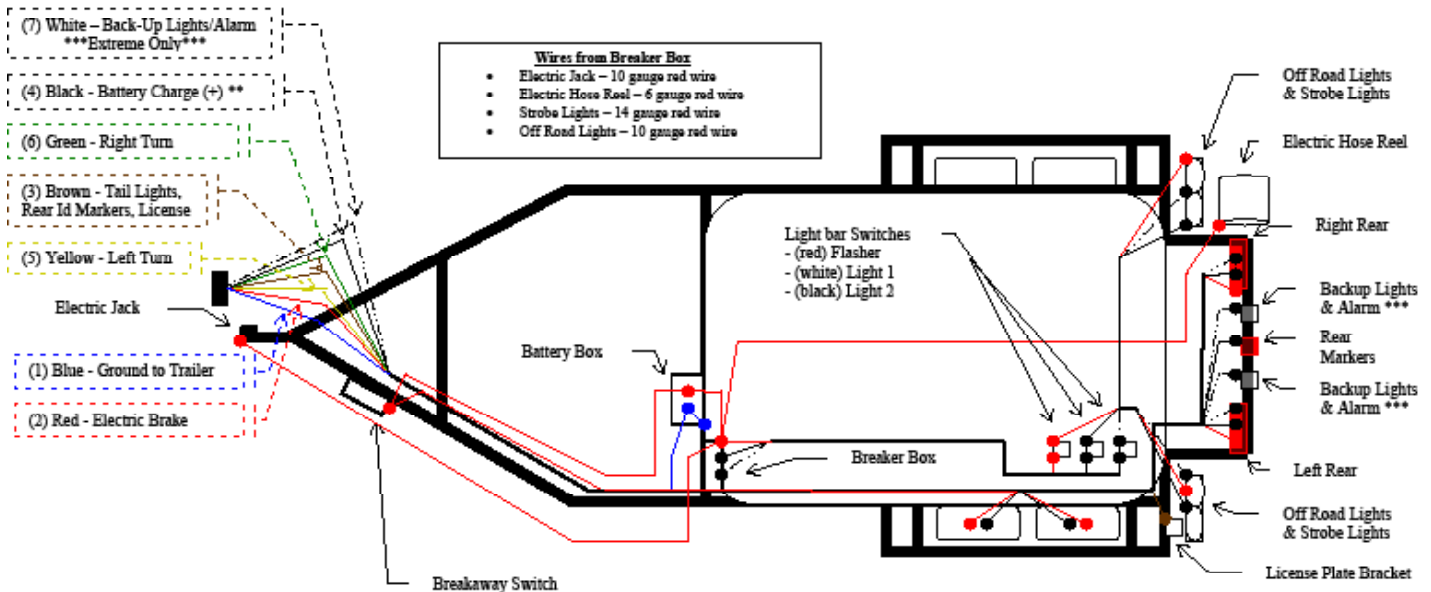 (7) White – Back-Up Lights/Alarm
***Extreme Only***
(4) Black - Battery Charge (+) **
(6) Green - Right Turn
(3) Brown - Tail Lights,
Rear Id Markers, License
(5) Yellow - Left Turn
Electric Jack
(1) Blue - Ground to Trailer
(2) Red - Electric Brake
Wires from Breaker Box
• Electric Jack – 10 gauge red wire
• Electric Hose Reel – 6 gauge red wire
• Strobe Lights – 14 gauge red wire
• Off Road Lights – 10 gauge red wire
Light bar Switches
- (red) Flasher
- (white) Light 1
- (black) Light 2
Battery Box
Breaker Box
Breakaway Switch
Off Road Lights
& Strobe Lights
Electric Hose Reel
Right Rear
Backup Lights
& Alarm ***
Rear
Markers
Backup Lights
& Alarm ***
Left Rear
Off Road Lights
& Strobe Lights
License Plate Bracket